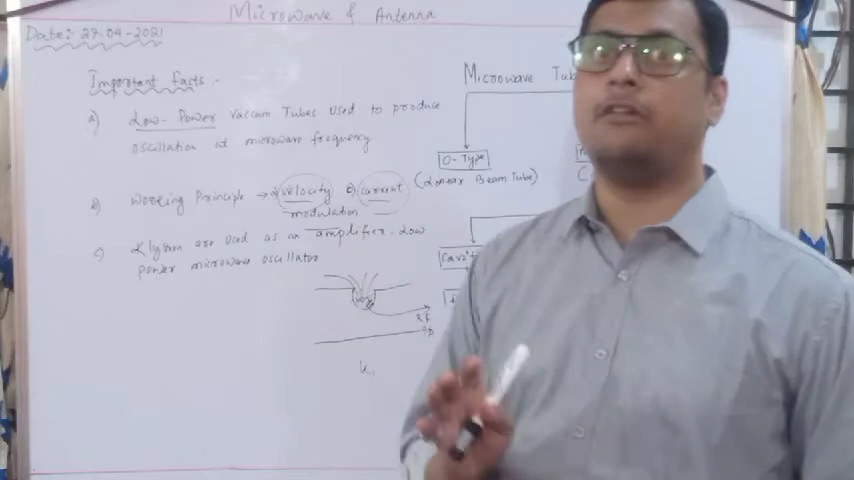 Microwave & Antenna
Date: 27-04-2021
Important facts :-
a) Low-Power Vaccum Tubes used to produce
oscillation at microwave frequency
B) Working Principle → velocity current
modulation
c) Klystron are used as an amplifier. Low
power microwave oscillator
Microwave Tub
O-Type
(Linear Beam Tube)